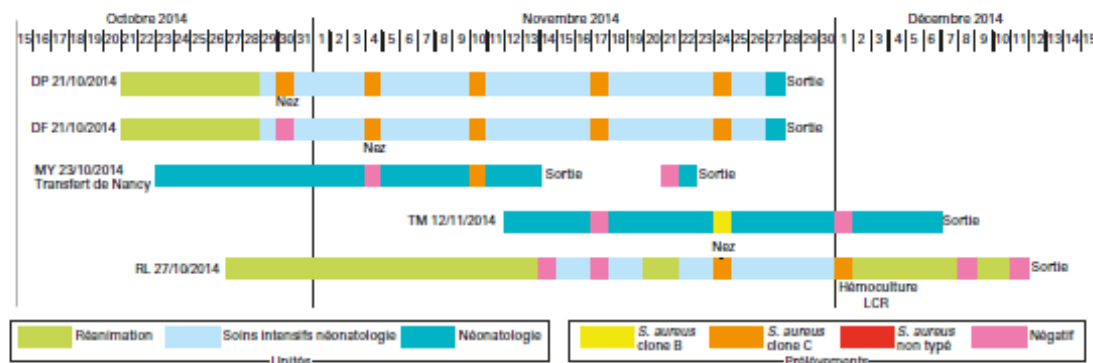 Octobre 2014 Novembre 2014 Décembre 2014
15 16 17 18 19 20 21 22 23 24 25 26 27 28 29 30 31 1 2 3 4 5 6 7 8 9 10 11 12 13 14 15 16 17 18 19 20 21 22 23 24 25 26 27 28 29 30 1 2 3 4 5 6 7 8 9 10 11 12 13 14 15
DP 21/10/2014 Sortie
Nez
DF 21/10/2014 Sortie
Nez
MY 23/10/2014
Transfert de Nancy Sortie Sortie
TM 12/11/2014 Sortie
Nez
RL 27/10/2014 Sortie
Hémoculture
LCR
Réanimation Soins intensifs néonatologie Néonatologie
Unités
S. aureus clone B
S. aureus clone C
S. aureus non typé
Négatif
Prélèvements